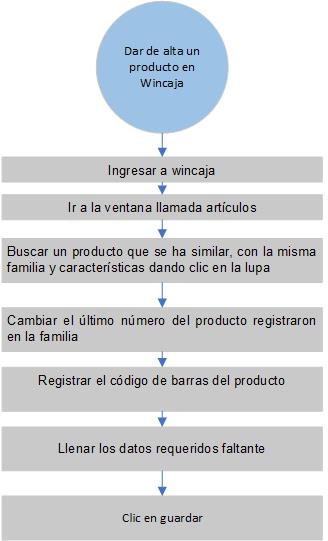 Dar de alta un
producto en
Wincaja
Ingresar a wincaja
Ir a la ventana llamada artículos
Buscar un producto que se ha similar, con la misma
familia y características dando clic en la lupa
Cambiar el último número del producto registraron
en la familia
Registrar el código de barras del producto
Llenar los datos requeridos faltante
Clic en guardar